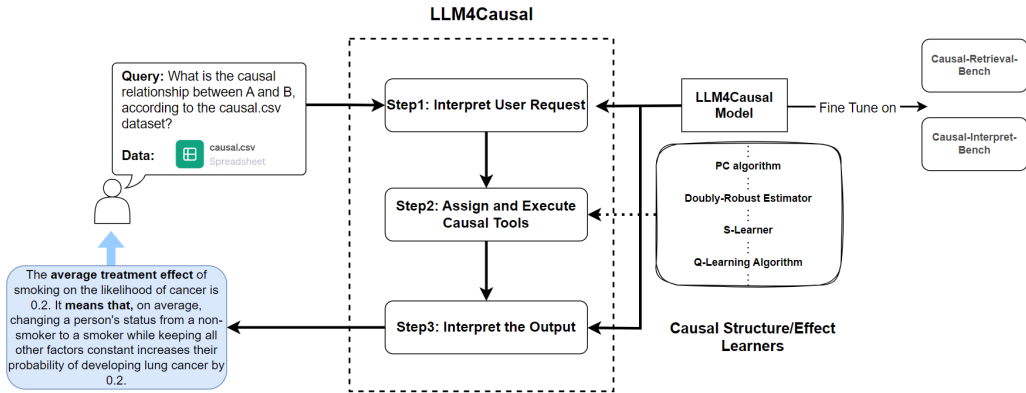 LLM4Causal
Query: What is the causal
relationship between A and B,
according to the causal.csv
dataset?
Data:
causal.csv
Spreadsheet
Step1: Interpret User Request
Step2: Assign and Execute
Causal Tools
Step3: Interpret the Output
LLM4Causal
Model
Fine Tune on
Causal-Retrieval-
Bench
Causal-Interpret-
Bench
PC algorithm
Doubly-Robust Estimator
S-Learner
Q-Learning Algorithm
Causal Structure/Effect
Learners
The average treatment effect of
smoking on the likelihood of cancer is
0.2. It means that, on average,
changing a person's status from a non-
smoker to a smoker while keeping all
other factors constant increases their
probability of developing lung cancer by
0.2.